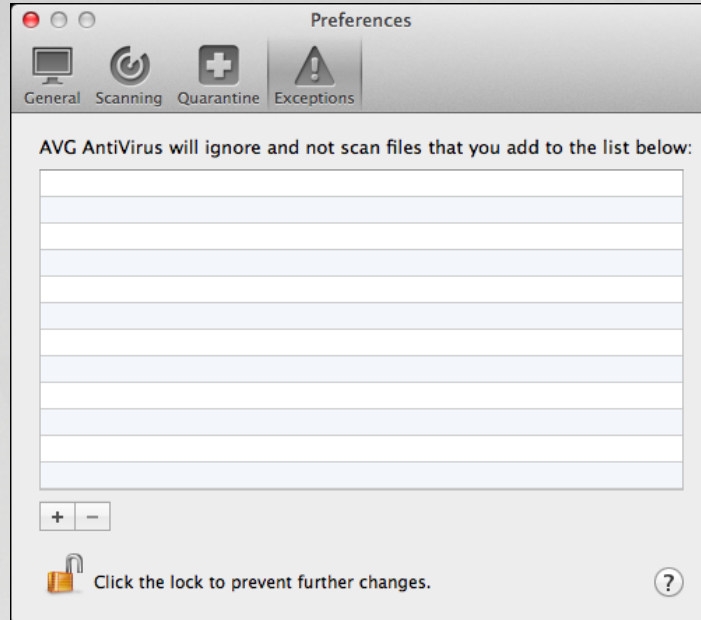 Preferences
General Scanning Quarantine Exceptions
AVG AntiVirus will ignore and not scan files that you add to the list below:
+ −
Click the lock to prevent further changes. ?